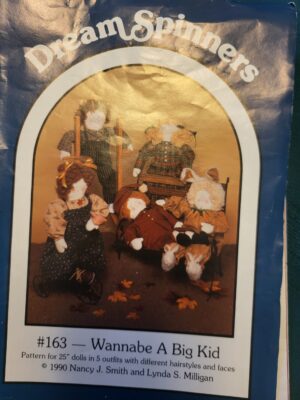 Dream Spinners
#163 — Wannabe A Big Kid
Pattern for 25" dolls in 5 outfits with different hairstyles and faces
© 1990 Nancy J. Smith and Lynda S. Milligan